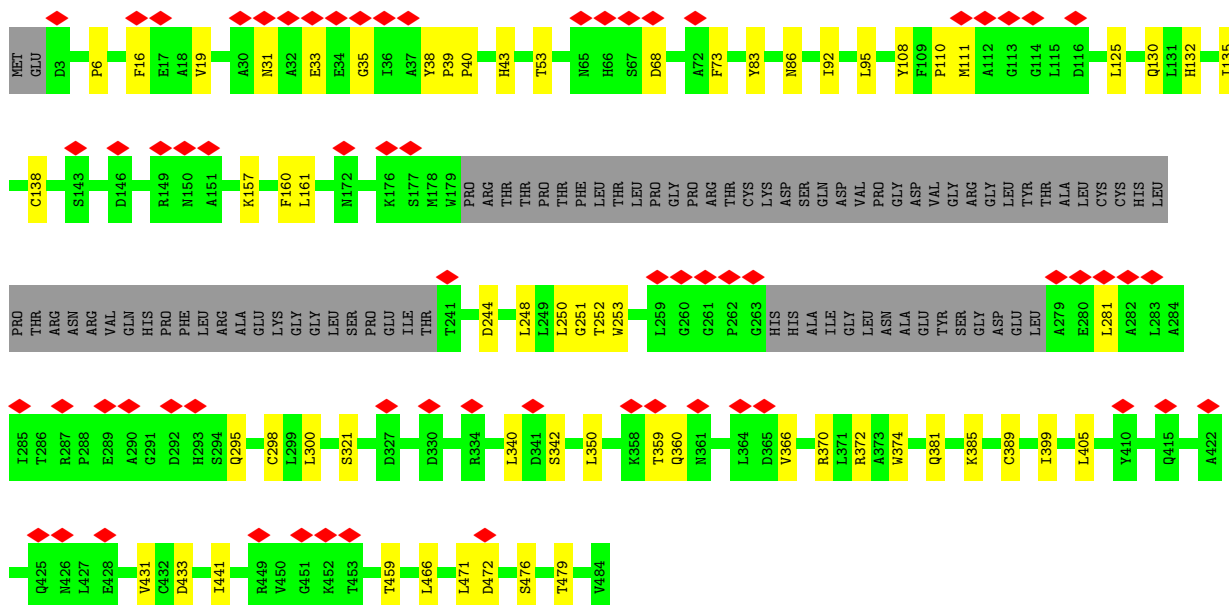 MET GLU D3 P6 F16 E17 A18 V19 A30 N31 A32 E33 E34 G35 I36 A37 Y38 P39 P40 H43 T53 N65 H66 S67 D68 A72 F73 Y83 N86 I92 L95 Y108 F109 P110 M111 A112 G113 G114 L115 D116 L125 Q130 L131 H132 I135
C138 S143 D146 R149 N150 A151 K157 F160 L161 N172 K176 S177 M178 W179 PRO ARG THR THR PRO THR PHE LEU THR LEU PRO GLY PRO ARG THR CYS LYS ASP SER GLN ASP VAL PRO GLY ASP VAL GLY ARG GLY LEU TYR THR ALA LEU CYS CYS HIS LEU
PRO THR ARG ASN ARG VAL GLN HIS PRO PHE LEU ARG ALA GLU LYS GLY GLY LEU SER PRO GLU ILE THR T241 D244 L248 L249 L250 G251 T252 W253 L259 G260 G261 P262 G263 HIS HIS ALA ILE GLY LEU ASN ALA GLU TYR SER GLY ASP GLU LEU A279 E280 L281 A282 L283 A284
I285 T286 R287 P288 E289 A290 G291 D292 H293 S294 Q295 C298 L299 L300 S321 D327 D330 R334 L340 D341 S342 L350 K358 T359 Q360 N361 L364 D365 V366 R370 L371 R372 A373 W374 Q381 K385 C389 I399 L405 Y410 Q415 A422
Q425 N426 L427 E428 V431 C432 D433 I441 R449 V450 G451 K452 T453 T459 L466 L471 D472 S476 T479 V484